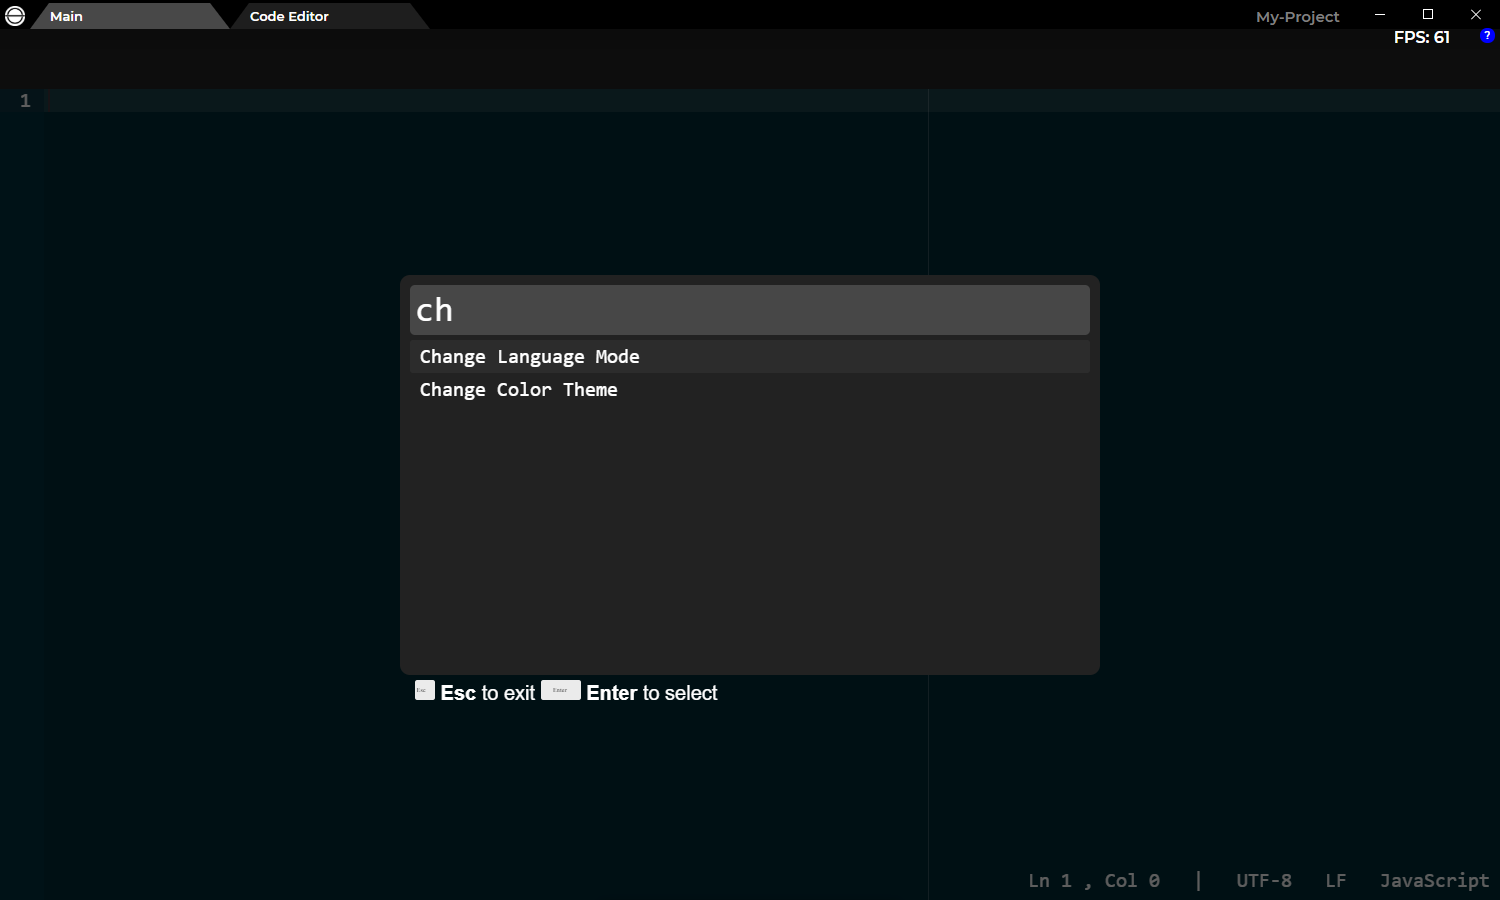 Main
Code Editor
My-Project
FPS: 61
?
1
ch
Change Language Mode
Change Color Theme
Esc Esc to exit Enter Enter to select
Ln 1 , Col 0 | UTF-8 LF JavaScript